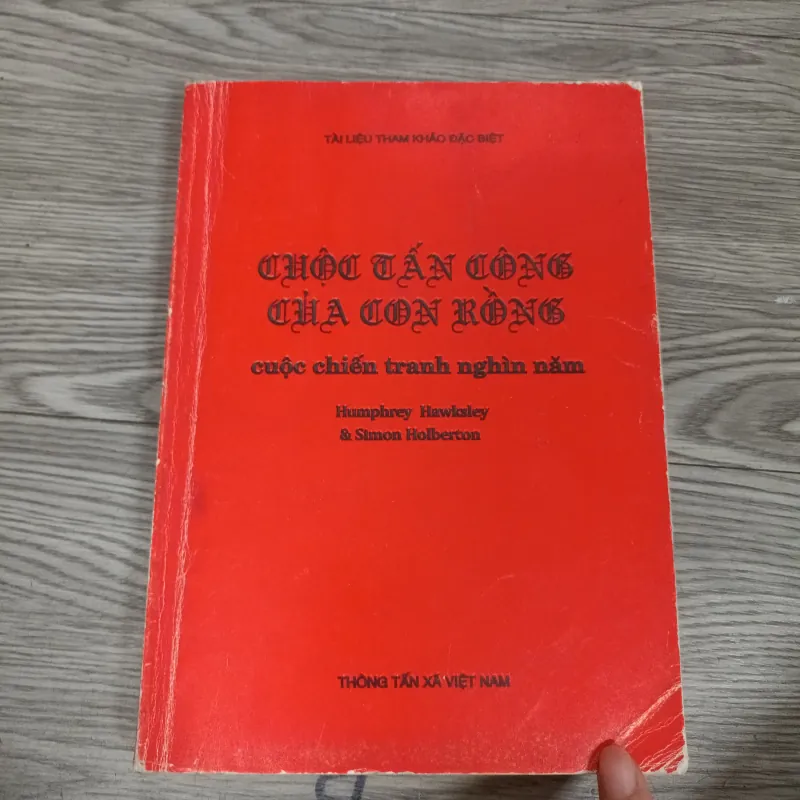 TÀI LIỆU THAM KHẢO ĐẶC BIỆT
CUỘC TẤN CÔNG
CỦA CON RỒNG
cuộc chiến tranh nghìn năm
Humphrey Hawksley
& Simon Holberton
THÔNG TẤN XÃ VIỆT NAM